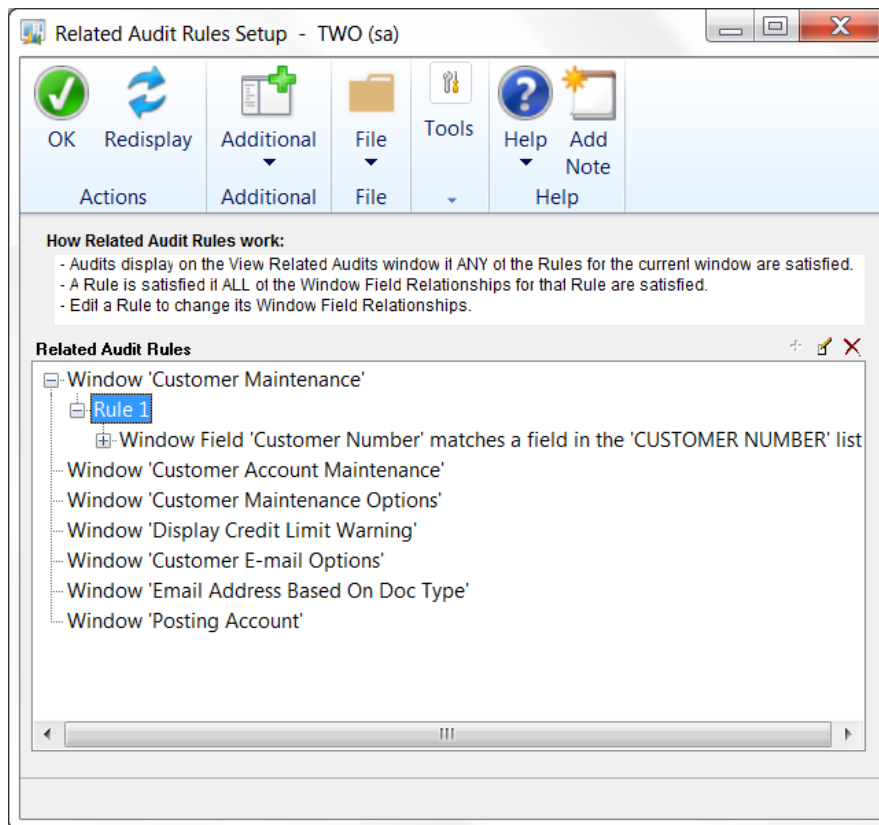 Related Audit Rules Setup - TWO (sa)
OK
Redisplay
Actions
Additional
Additional
File
File
Tools
Help
Add
Note
Help
How Related Audit Rules work:
- Audits display on the View Related Audits window if ANY of the Rules for the current window are satisfied.
- A Rule is satisfied if ALL of the Window Field Relationships for that Rule are satisfied.
- Edit a Rule to change its Window Field Relationships.
Related Audit Rules
Window 'Customer Maintenance'
Rule 1
Window Field 'Customer Number' matches a field in the 'CUSTOMER NUMBER' list
Window 'Customer Account Maintenance'
Window 'Customer Maintenance Options'
Window 'Display Credit Limit Warning'
Window 'Customer E-mail Options'
Window 'Email Address Based On Doc Type'
Window 'Posting Account'